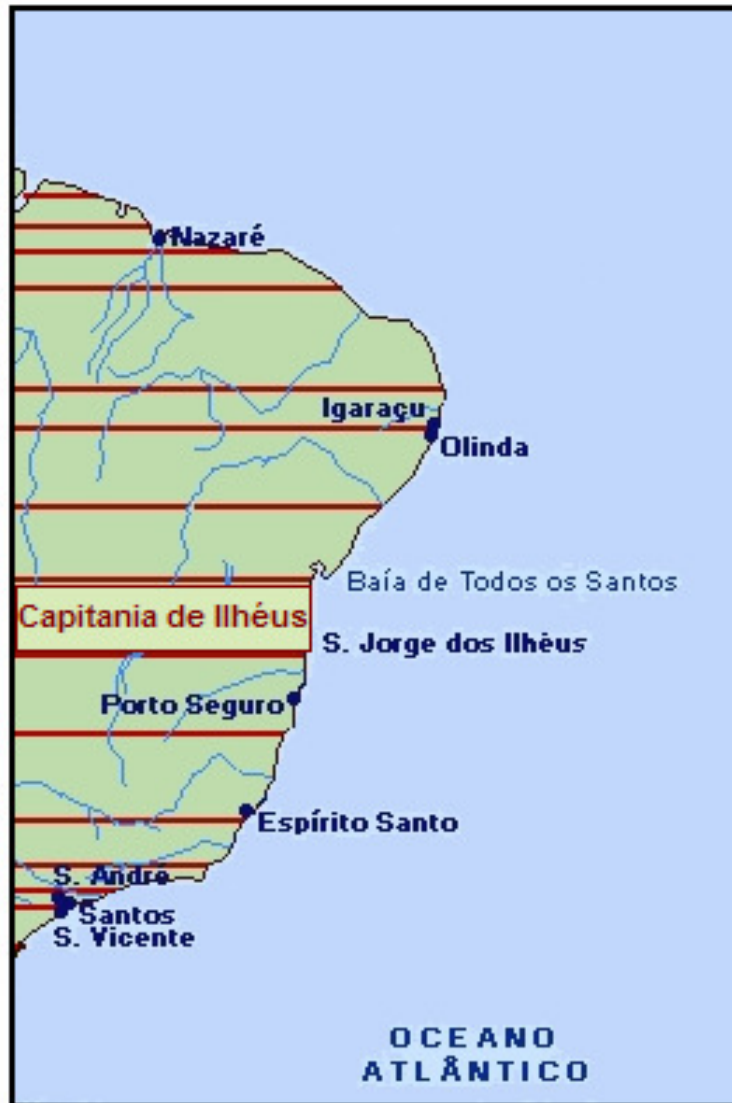 Nazaré
Igaraçu
Olinda
Baía de Todos os Santos
Capitania de Ilhéus
S. Jorge dos Ilhéus
Porto Seguro
Espírito Santo
S. André
Santos
S. Vicente
OCEANO
ATLÂNTICO